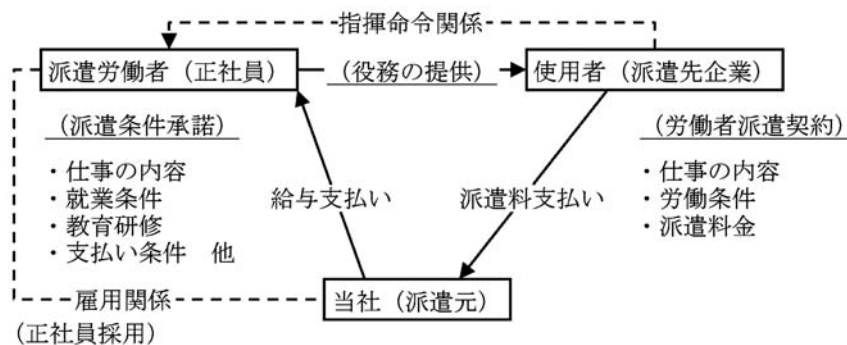 指揮命令関係
派遣労働者（正社員）
（役務の提供）
使用者（派遣先企業）
（派遣条件承諾）
・仕事の内容
・就業条件
・教育研修
・支払い条件　他
給与支払い
派遣料支払い
（労働者派遣契約）
・仕事の内容
・労働条件
・派遣料金
雇用関係
（正社員採用）
当社（派遣元）